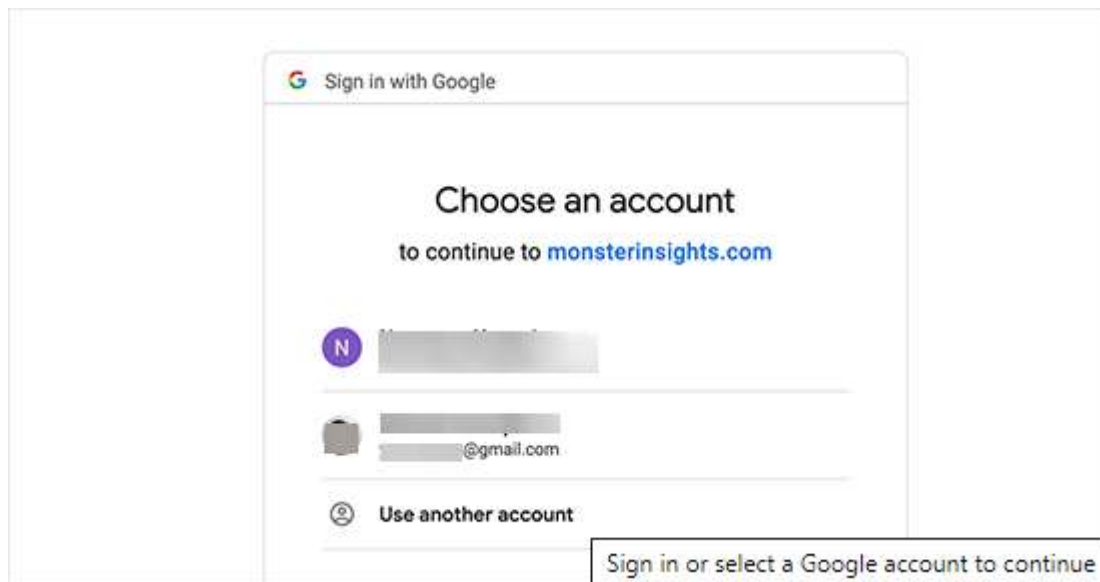 Sign in with Google
Choose an account
to continue to monsterinsights.com
N
@gmail.com
Use another account
Sign in or select a Google account to continue